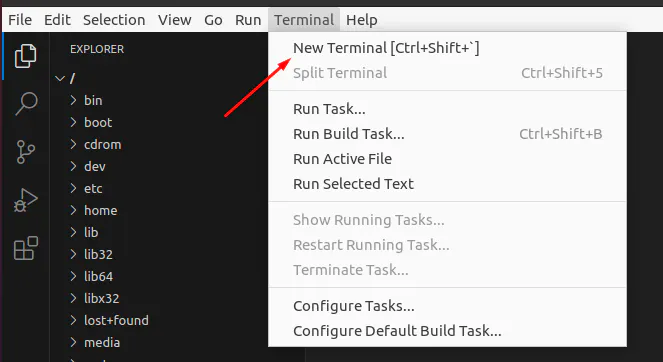 File Edit Selection View Go Run Terminal Help
EXPLORER
/
bin
boot
cdrom
dev
etc
home
lib
lib32
lib64
libx32
lost+found
media
New Terminal [Ctrl+Shift+`]
Split Terminal Ctrl+Shift+5
Run Task...
Run Build Task... Ctrl+Shift+B
Run Active File
Run Selected Text
Show Running Tasks...
Restart Running Task...
Terminate Task...
Configure Tasks...
Configure Default Build Task...